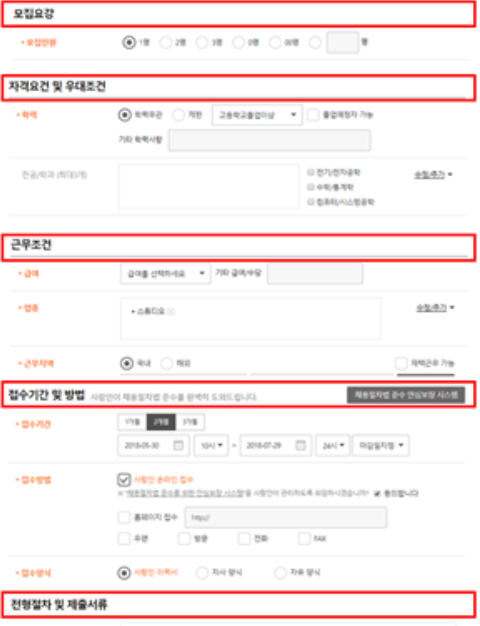 모집요강
• 모집인원 1명 2명 3명 0명 00명 명
자격요건 및 우대조건
• 학력 학력무관 제한 고등학교졸업이상 졸업예정자 가능
기타 학력사항
전공/학과 (최대3개) 전기/전자공학 수정/추가
수학/통계학
컴퓨터/시스템공학
근무조건
• 급여 급여를 선택하세요 기타 급여/수당
• 업종 • 스튜디오 수정/추가
• 근무지역 국내 해외 재택근무 가능
접수기간 및 방법 사람인이 채용절차법 준수를 완벽히 도와드립니다. 채용절차법 준수 안심보장 시스템
• 접수기간 1개월 2개월 3개월
2018-05-30 10시 ~ 2018-07-29 24시 마감일지정
• 접수방법 사람인 온라인 접수
※ '채용절차법 준수를 위한 안심보장 시스템'을 사람인이 관리하도록 위임하시겠습니까? 동의합니다
홈페이지 접수 http://
우편 방문 전화 FAX
• 접수양식 사람인 이력서 자사 양식 자유 양식
전형절차 및 제출서류